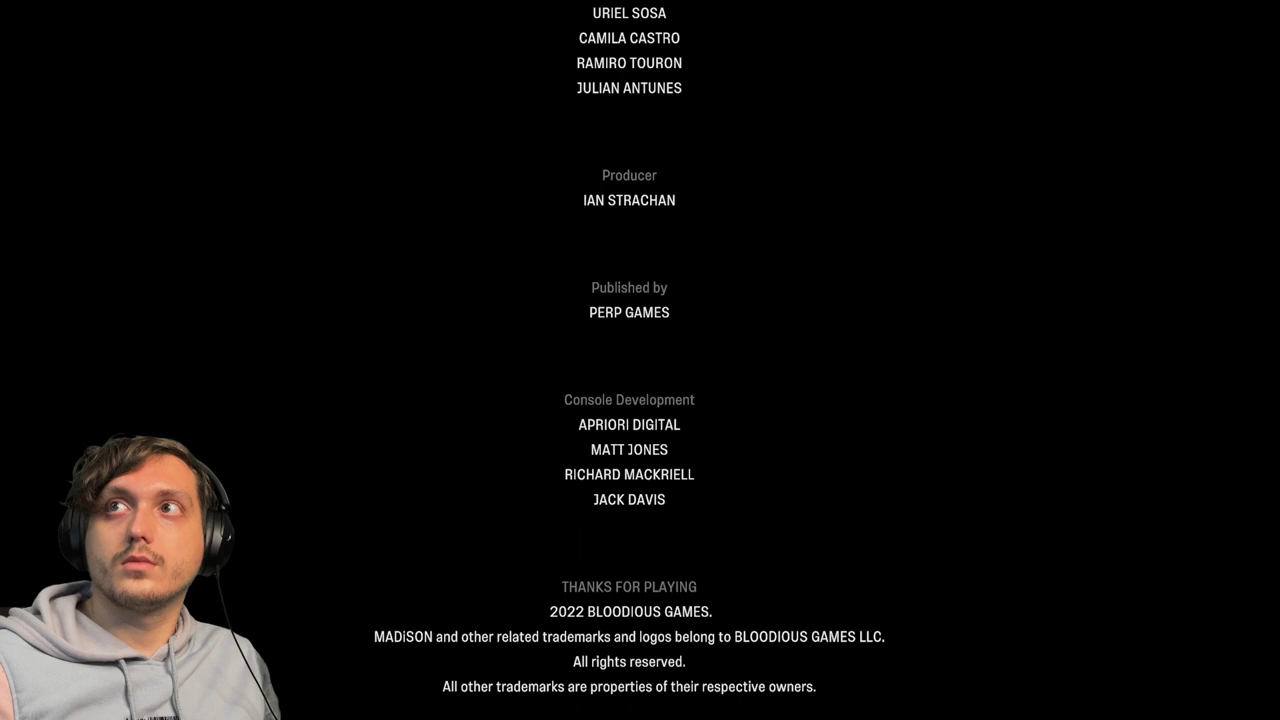 URIEL SOSA
CAMILA CASTRO
RAMIRO TOURON
JULIAN ANTUNES
Producer
IAN STRACHAN
Published by
PERP GAMES
Console Development
APRIORI DIGITAL
MATT JONES
RICHARD MACKRIELL
JACK DAVIS
THANKS FOR PLAYING
2022 BLOODIOUS GAMES.
MADiSON and other related trademarks and logos belong to BLOODIOUS GAMES LLC.
All rights reserved.
All other trademarks are properties of their respective owners.